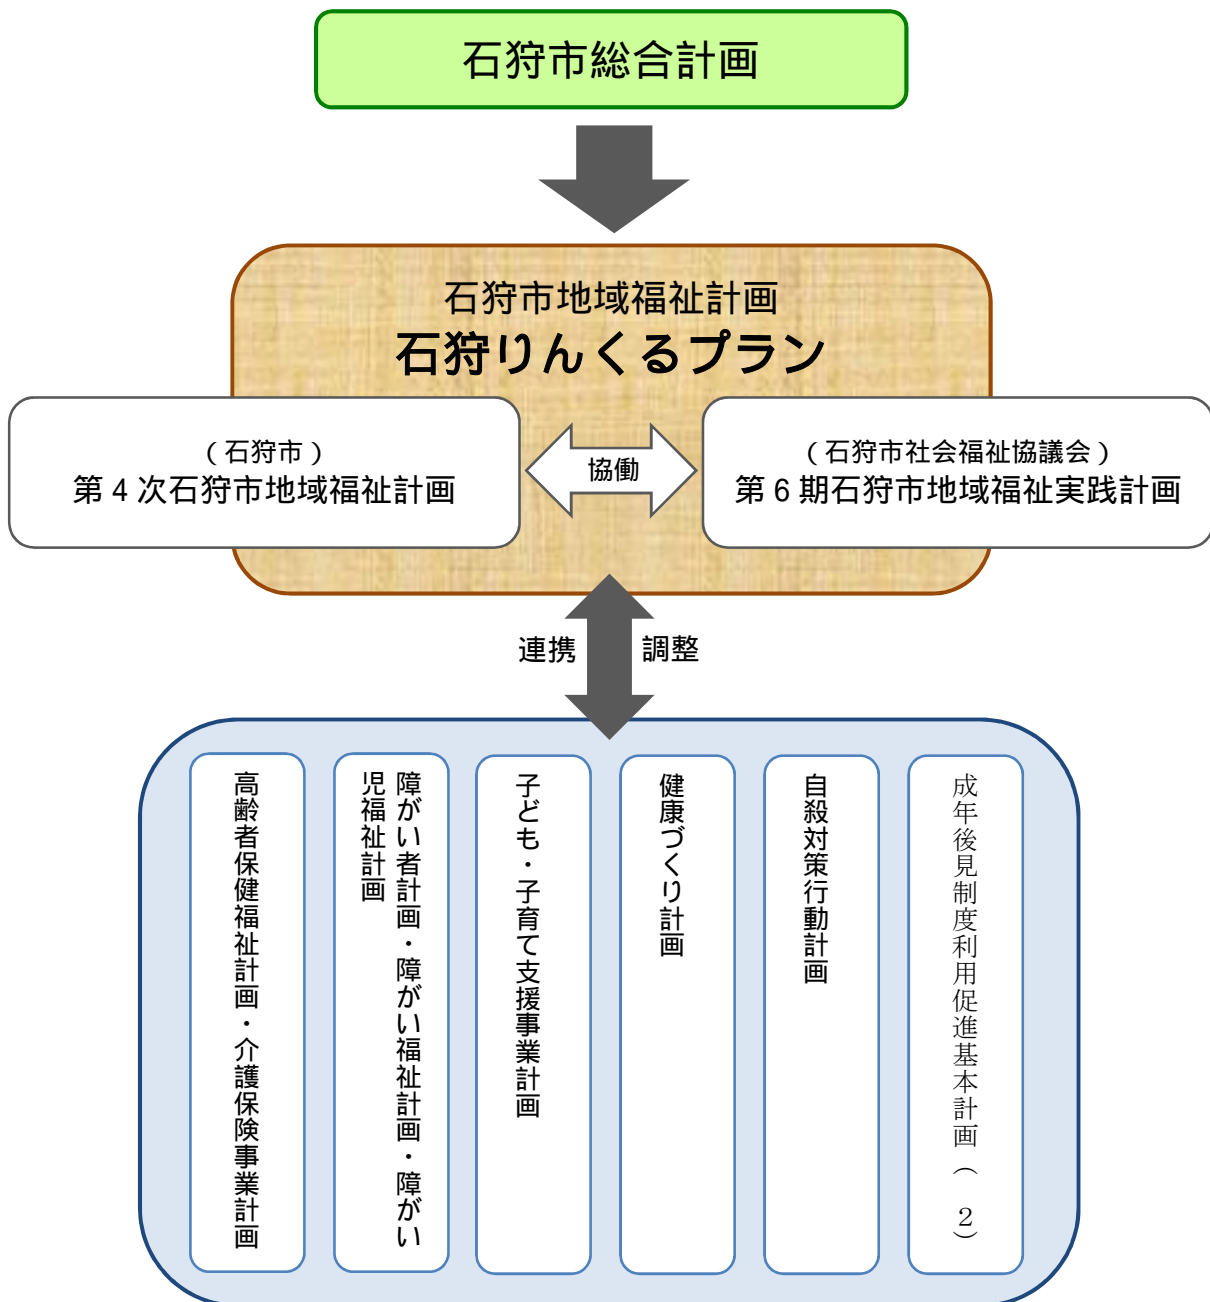 石狩市総合計画
石狩市地域福祉計画
石狩りんくるプラン
（石狩市）
第４次石狩市地域福祉計画
協働
（石狩市社会福祉協議会）
第６期石狩市地域福祉実践計画
連携
調整
高齢者保健福祉計画・介護保険事業計画
障がい者計画・障がい福祉計画・障がい
児福祉計画
子ども・子育て支援事業計画
健康づくり計画
自殺対策行動計画
成年後見制度利用促進基本計画（　２）